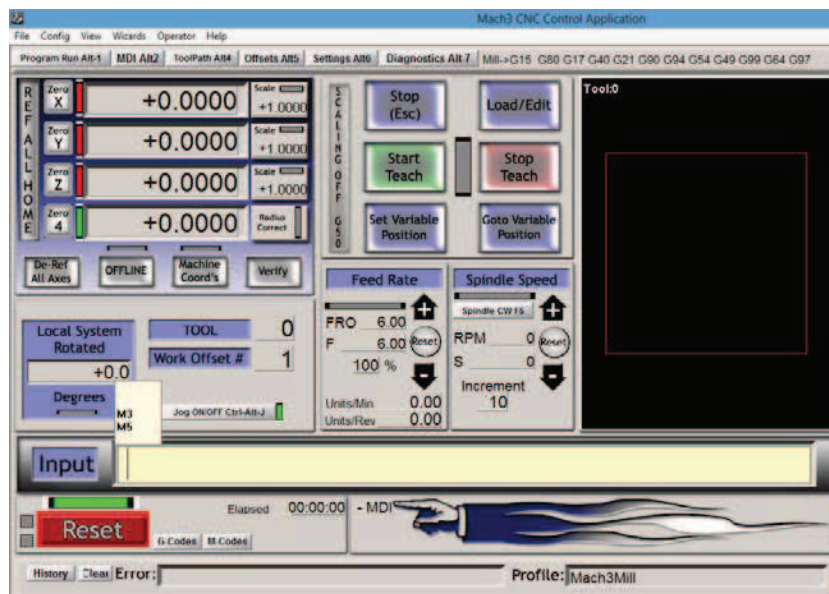 Mach3 CNC Control Application
File Config View Wizards Operator Help
Program Run Alt-1 MDI Alt2 ToolPath Alt4 Offsets Alt5 Settings Alt6 Diagnostics Alt 7 Mill->G15 G80 G17 G40 G21 G90 G94 G54 G49 G99 G64 G97
REF ALL HOME
Zero X +0.0000 Scale +1.0000
Zero Y +0.0000 Scale +1.0000
Zero Z +0.0000 Scale +1.0000
Zero 4 +0.0000 Radius Correct
De-Ref All Axes OFFLINE Machine Coord's Verify
SCALING OFF G50
Stop (Esc) Load/Edit
Start Teach Stop Teach
Set Variable Position Goto Variable Position
Tool:0
Local System Rotated
+0.0
Degrees
TOOL 0
Work Offset # 1
M3
M5
Jog ON/OFF Ctrl-Alt-J
Feed Rate
FRO 6.00
F 6.00 Reset
100 %
Units/Min 0.00
Units/Rev 0.00
Spindle Speed
Spindle CW F5
RPM 0 Reset
S 0
Increment
10
Input
Reset
Elapsed 00:00:00 - MDI
G-Codes M-Codes
History Clear Error: Profile: Mach3Mill